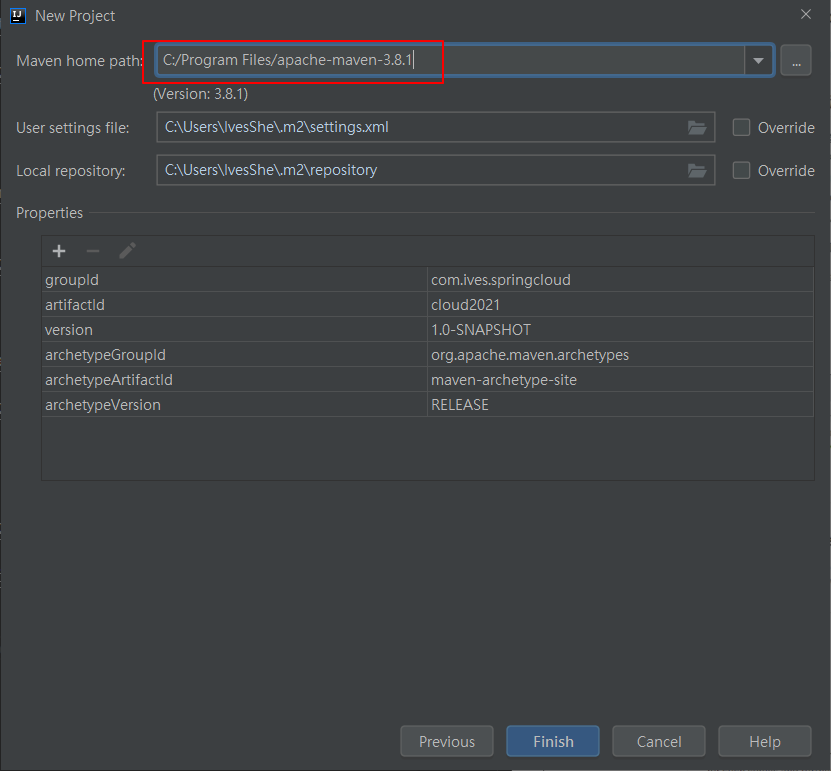 New Project
Maven home path: C:/Program Files/apache-maven-3.8.1 ...
(Version: 3.8.1)
User settings file: C:\Users\IvesShe\.m2\settings.xml Override
Local repository: C:\Users\IvesShe\.m2\repository Override
Properties
groupId com.ives.springcloud
artifactId cloud2021
version 1.0-SNAPSHOT
archetypeGroupId org.apache.maven.archetypes
archetypeArtifactId maven-archetype-site
archetypeVersion RELEASE
Previous Finish Cancel Help